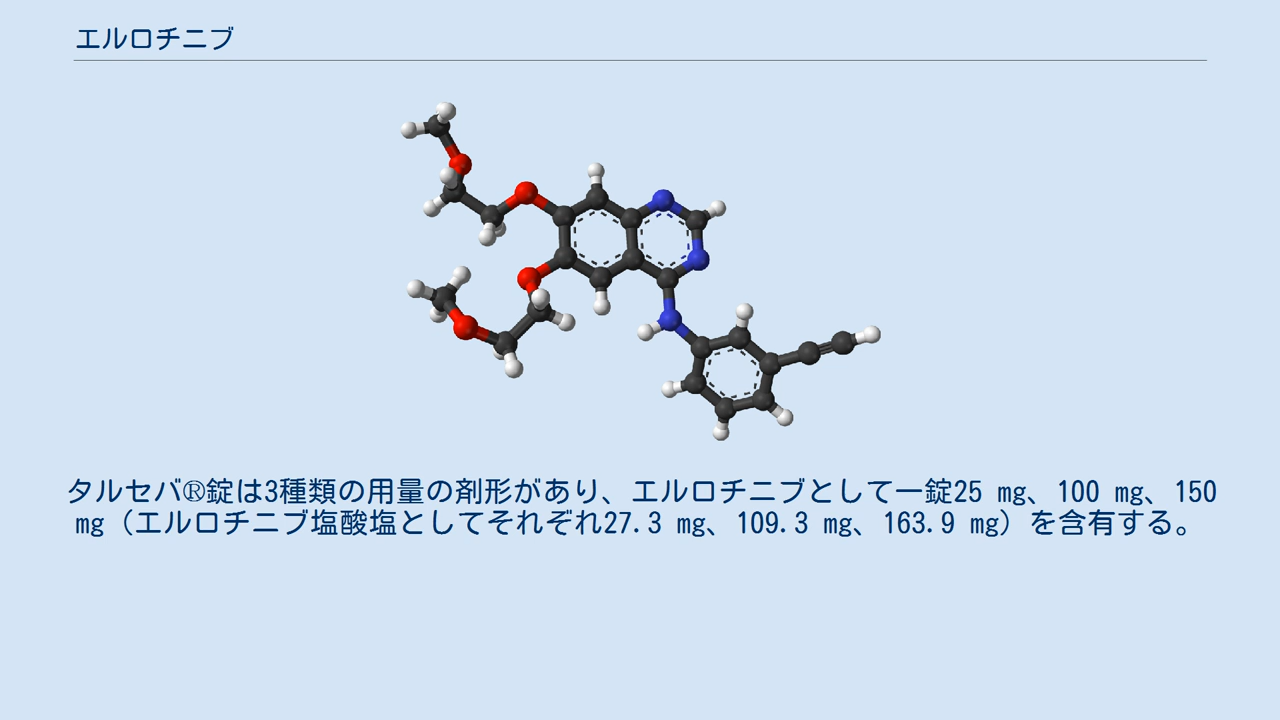 エルロチニブ
タルセバ®錠は3種類の用量の剤形があり、エルロチニブとして一錠25 mg、100 mg、150
mg（エルロチニブ塩酸塩としてそれぞれ27.3 mg、109.3 mg、163.9 mg）を含有する。